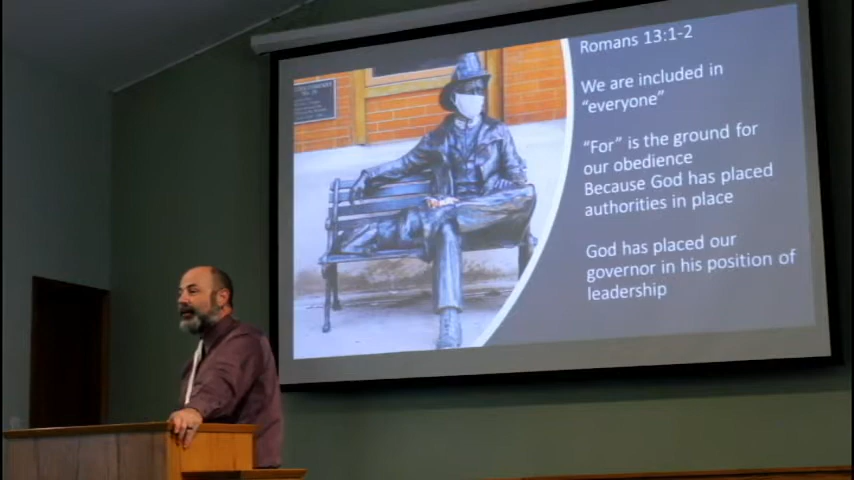 Romans 13:1-2
We are included in
“everyone”
“For” is the ground for
our obedience
Because God has placed
authorities in place
God has placed our
governor in his position of
leadership